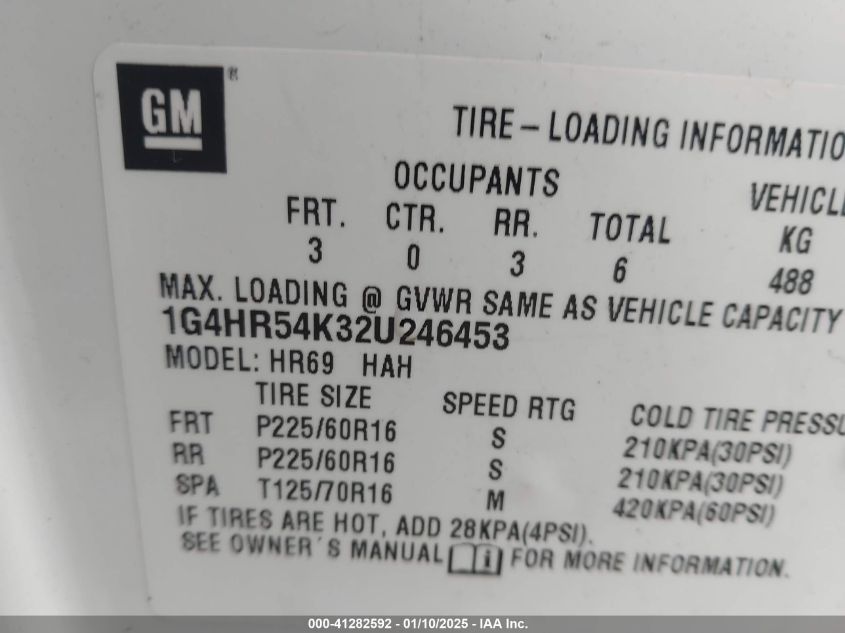 GM®
TIRE – LOADING INFORMATIO
OCCUPANTS VEHICLE
FRT. CTR. RR. TOTAL KG
3 0 3 6 488
MAX. LOADING @ GVWR SAME AS VEHICLE CAPACITY
1G4HR54K32U246453
MODEL: HR69 HAH
TIRE SIZE SPEED RTG COLD TIRE PRESSU
FRT P225/60R16 S 210KPA(30PSI)
RR P225/60R16 S 210KPA(30PSI)
SPA T125/70R16 M 420KPA(60PSI)
IF TIRES ARE HOT, ADD 28KPA(4PSI).
SEE OWNER´S MANUAL i FOR MORE INFORMATION.
000-41282592 - 01/10/2025 - IAA Inc.